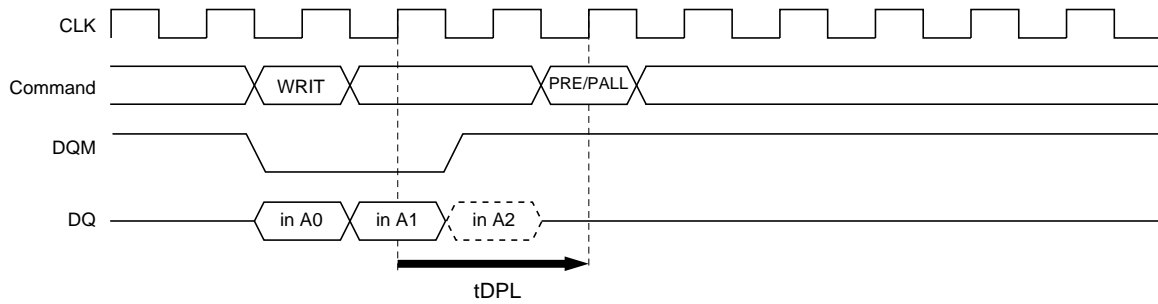 CLK
Command WRIT PRE/PALL
DQM
DQ in A0 in A1 in A2
tDPL